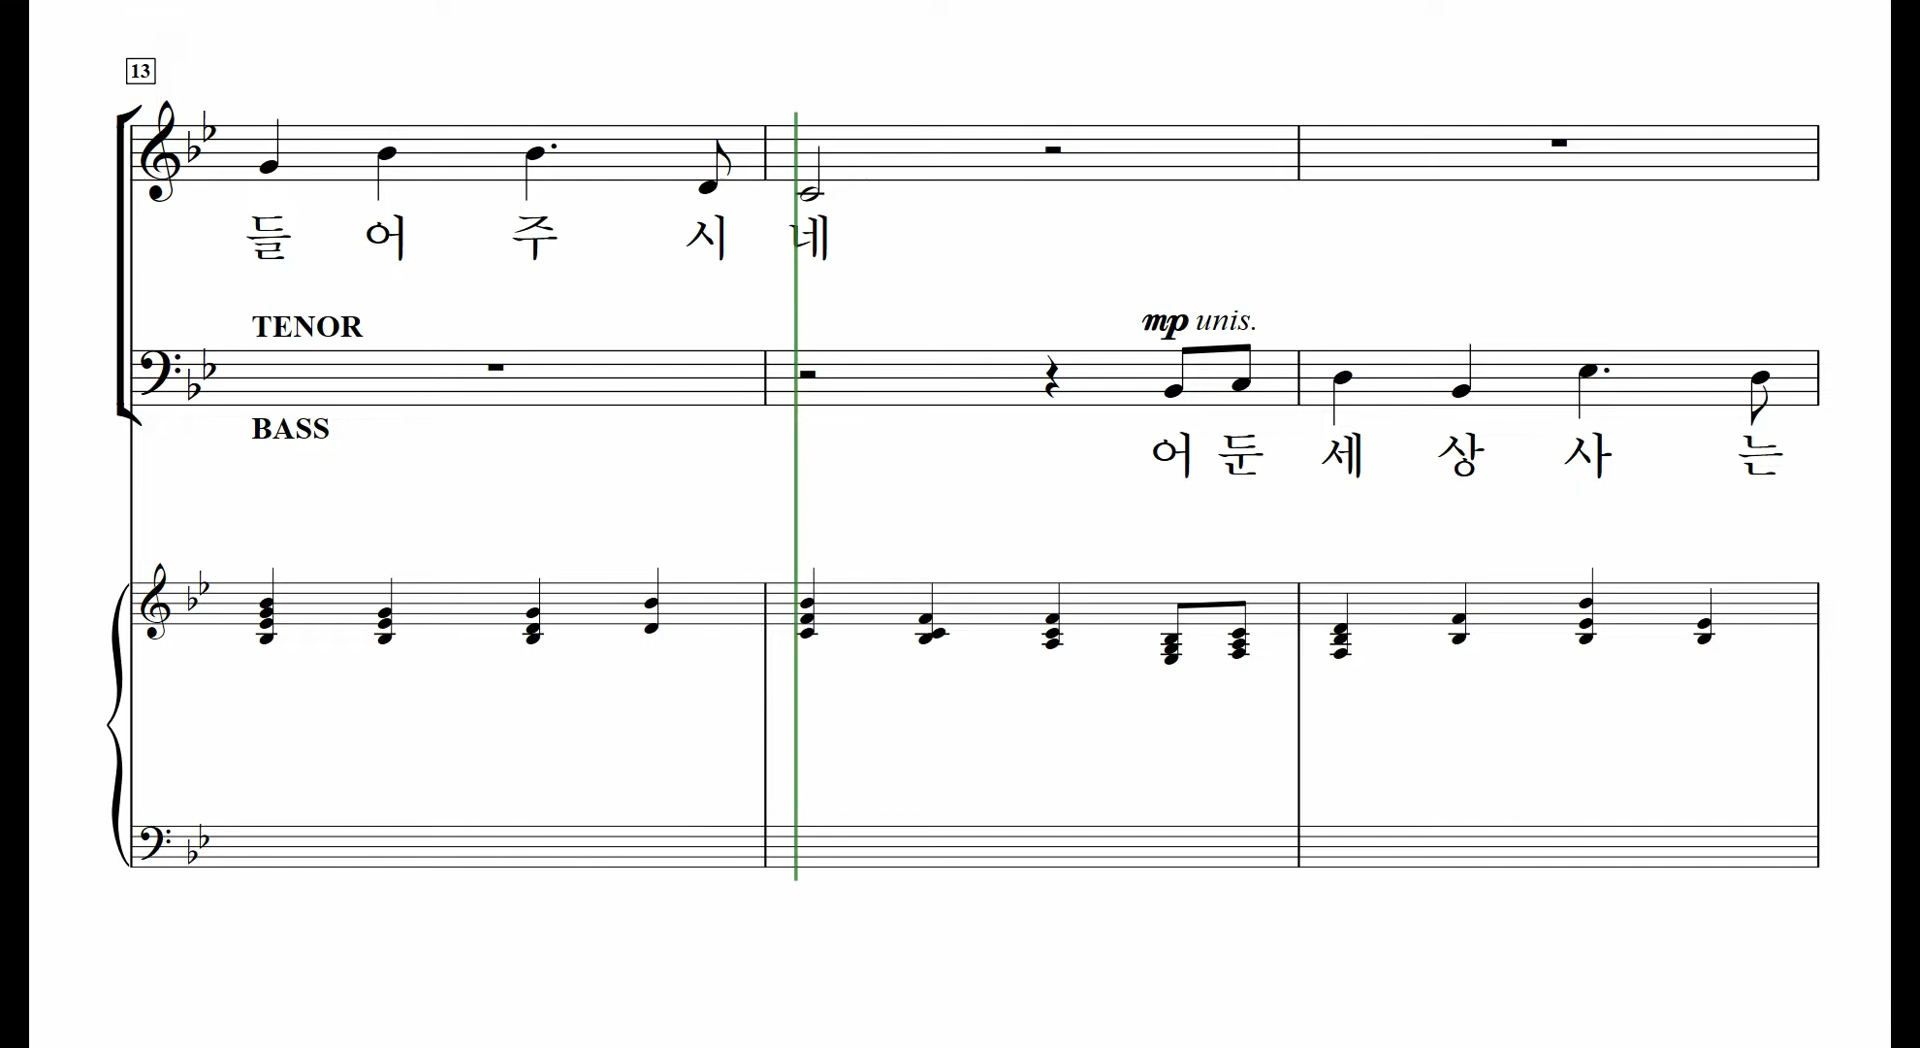 13
들 어 주 시 네
TENOR
mp unis.
BASS
어 둔 세 상 사 는